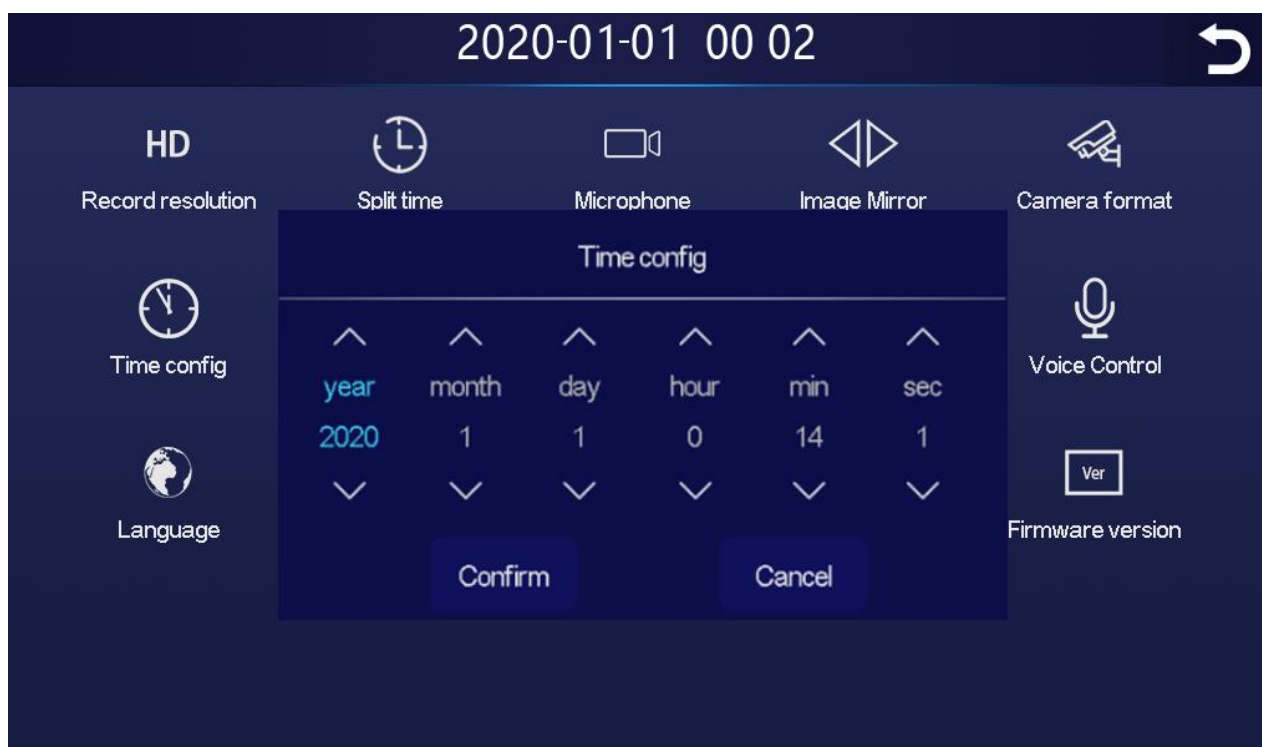 2020-01-01 00 02
HD
Record resolution
Split time
Microphone
Image Mirror
Camera format
Time config
Time config
Voice Control
year month day hour min sec
2020 1 1 0 14 1
Language
Ver
Firmware version
Confirm Cancel